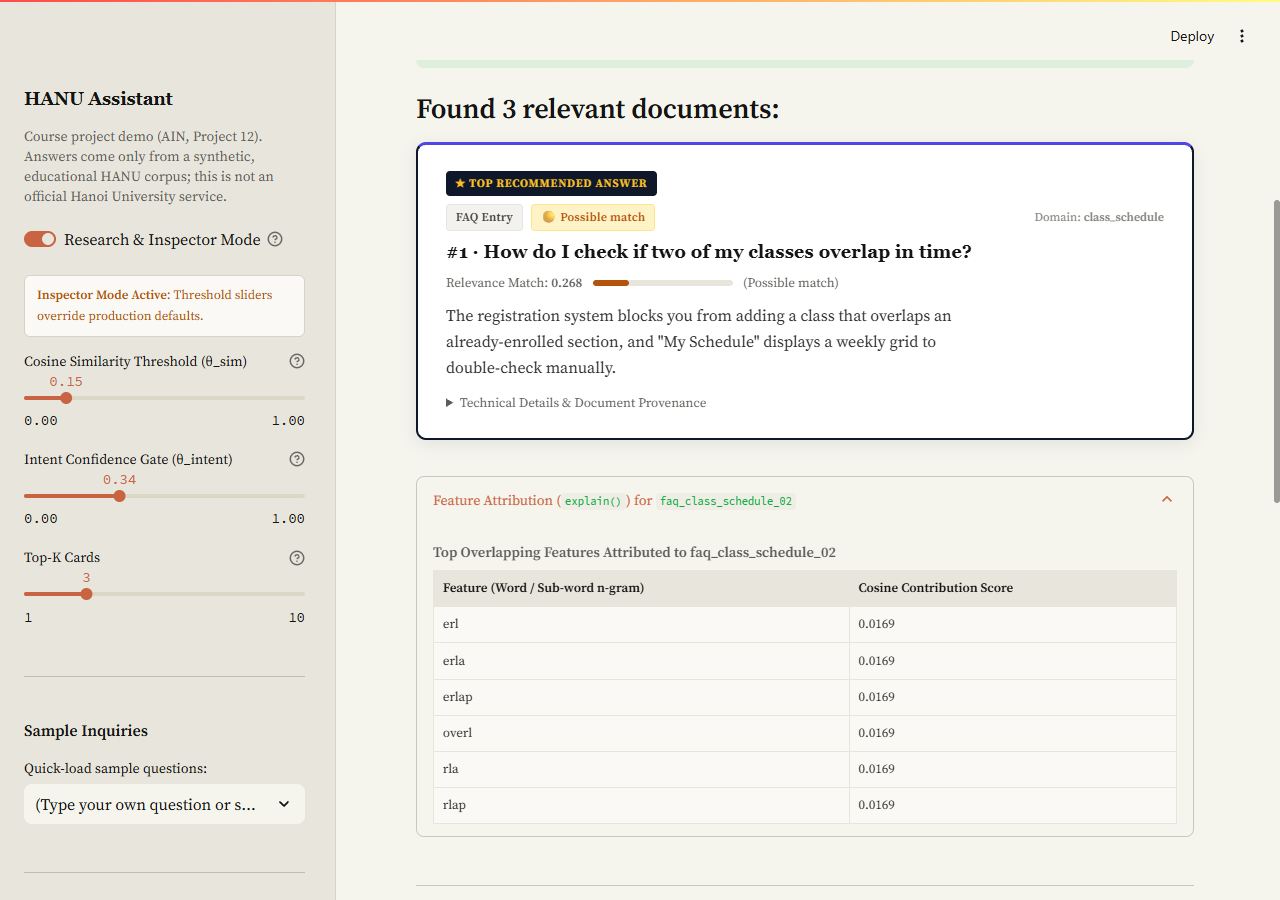 Deploy
HANU Assistant
Course project demo (AIN, Project 12).
Answers come only from a synthetic,
educational HANU corpus; this is not an
official Hanoi University service.
Research & Inspector Mode
Inspector Mode Active: Threshold sliders
override production defaults.
Cosine Similarity Threshold (θ_sim)
0.15
0.00 1.00
Intent Confidence Gate (θ_intent)
0.34
0.00 1.00
Top-K Cards
3
1 10
Sample Inquiries
Quick-load sample questions:
(Type your own question or s...
Found 3 relevant documents:
★ TOP RECOMMENDED ANSWER
FAQ Entry Possible match Domain: class_schedule
#1 · How do I check if two of my classes overlap in time?
Relevance Match: 0.268 (Possible match)
The registration system blocks you from adding a class that overlaps an
already-enrolled section, and "My Schedule" displays a weekly grid to
double-check manually.
Technical Details & Document Provenance
Feature Attribution ( explain() ) for faq_class_schedule_02
Top Overlapping Features Attributed to faq_class_schedule_02
Feature (Word / Sub-word n-gram) Cosine Contribution Score
erl 0.0169
erla 0.0169
erlap 0.0169
overl 0.0169
rla 0.0169
rlap 0.0169